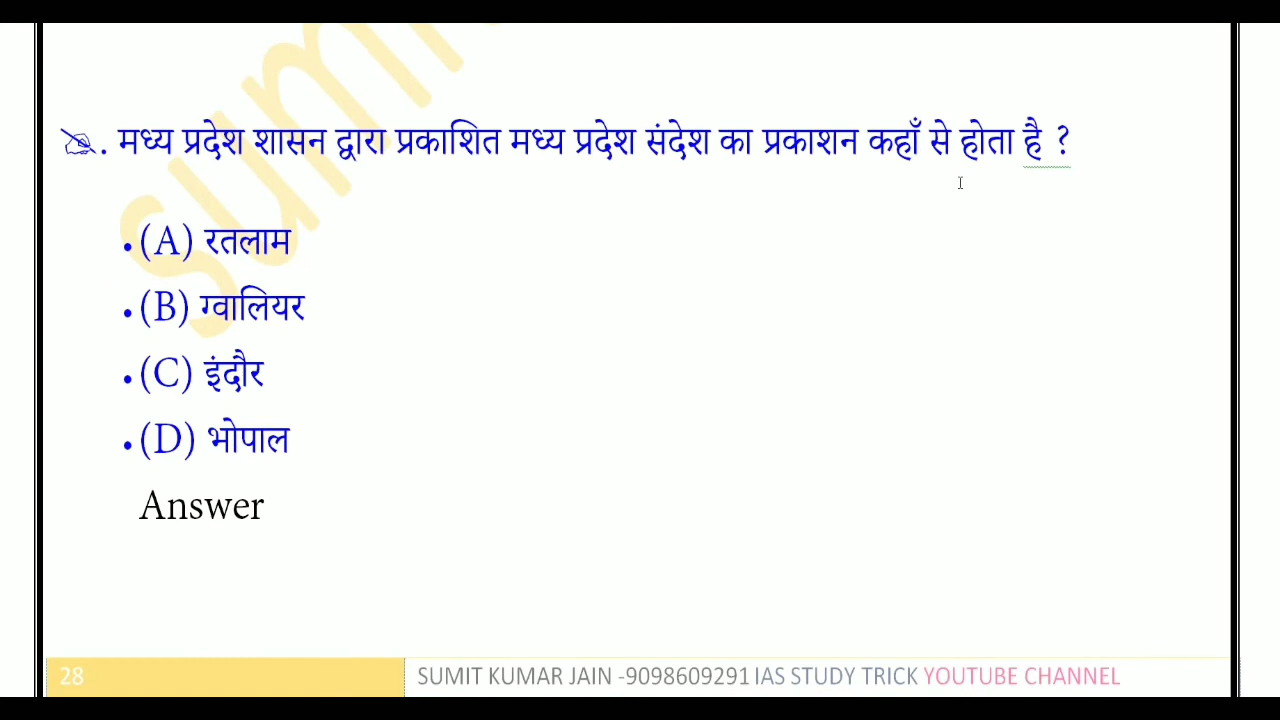 sumit
. मध्य प्रदेश शासन द्वारा प्रकाशित मध्य प्रदेश संदेश का प्रकाशन कहाँ से होता है ?
• (A) रतलाम
• (B) ग्वालियर
• (C) इंदौर
• (D) भोपाल
Answer
28
SUMIT KUMAR JAIN -9098609291 IAS STUDY TRICK YOUTUBE CHANNEL